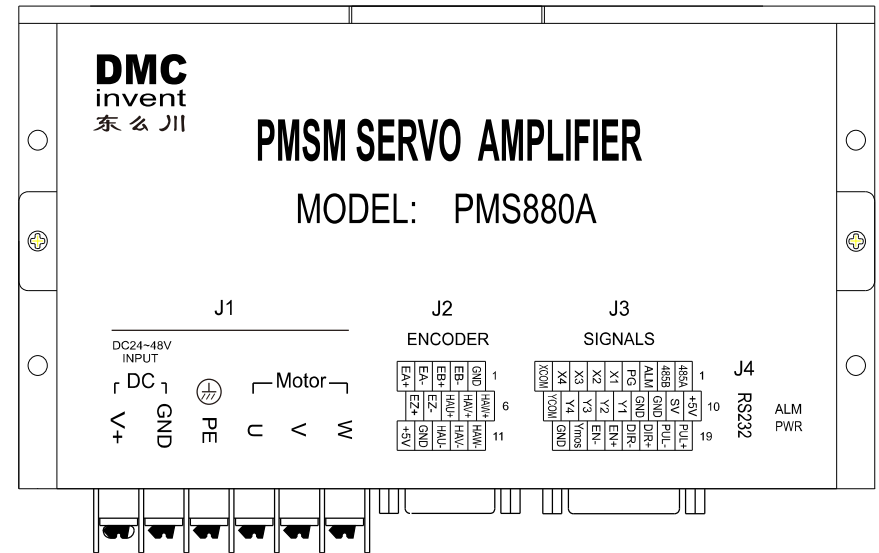 DMC
invent
东么川
PMSM SERVO AMPLIFIER
MODEL: PMS880A
J1
J2
J3
ENCODER
SIGNALS
DC24~48V
INPUT
DC
Motor
V+
GND
PE
U
V
W
EA+ EA- EB+ EB- GND 1
EZ+ EZ- HAU+ HAV+ HAW+ 6
+5V GND HAU- HAV- HAW- 11
XCOM X4 X3 X2 X1 PG ALM 485B 485A 1
YCOM Y4 Y3 Y2 Y1 GND GND SV +5V 10
GND Ymos EN- EN+ DIR- DIR+ PUL- PUL+ 19
J4
RS232
ALM
PWR